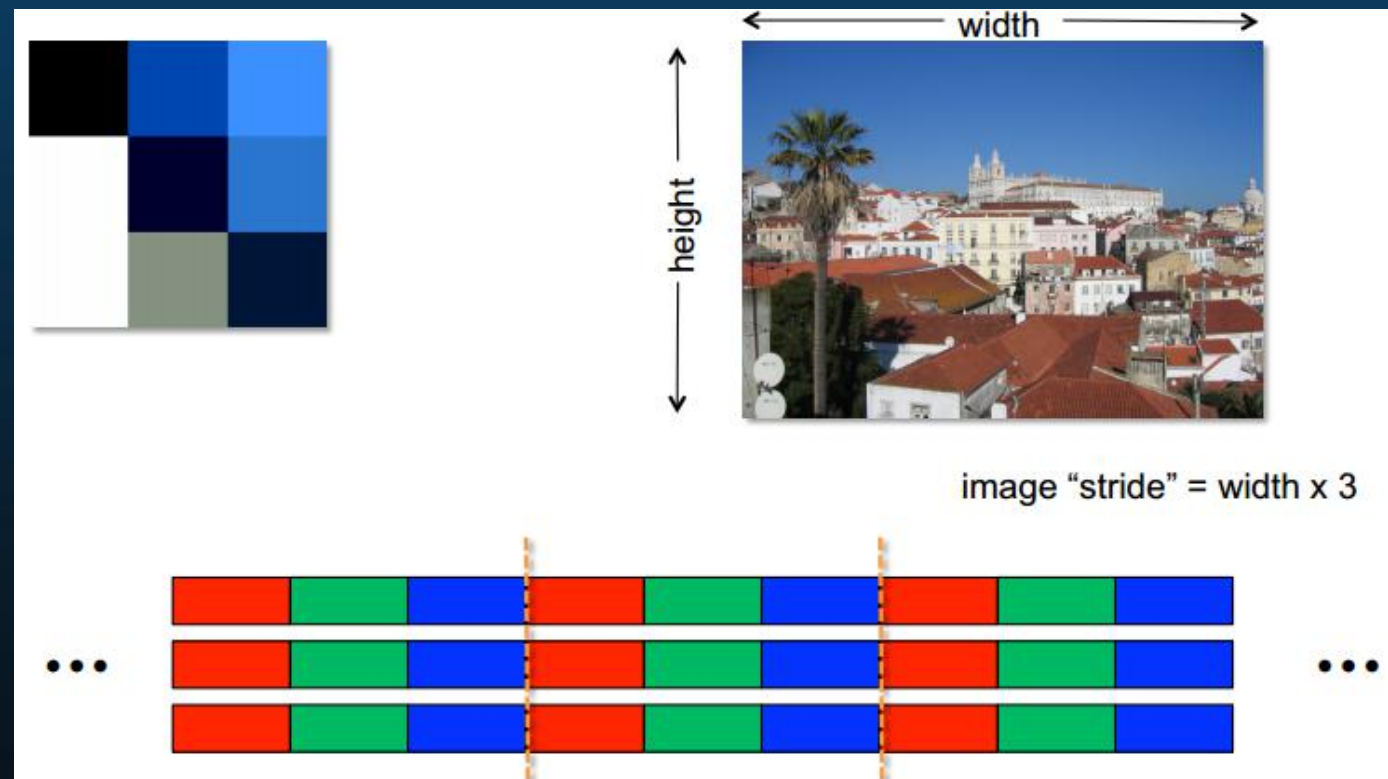 width
height
image “stride” = width x 3
•••
•••